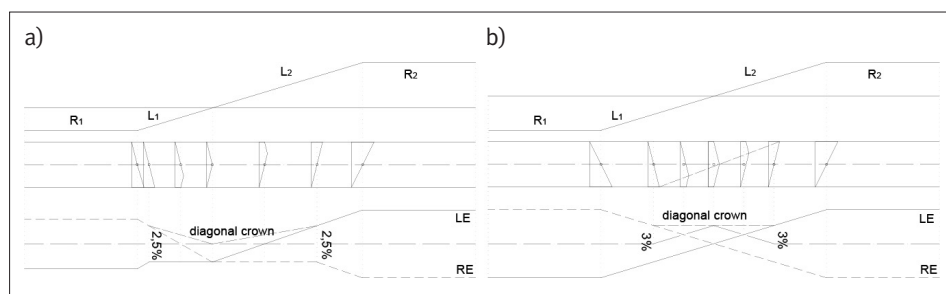 a)
L2
R2
L1
R1
diagonal crown
LE
2,5%
2,5%
RE
b)
L2
R2
R1
L1
diagonal crown
LE
3%
3%
RE